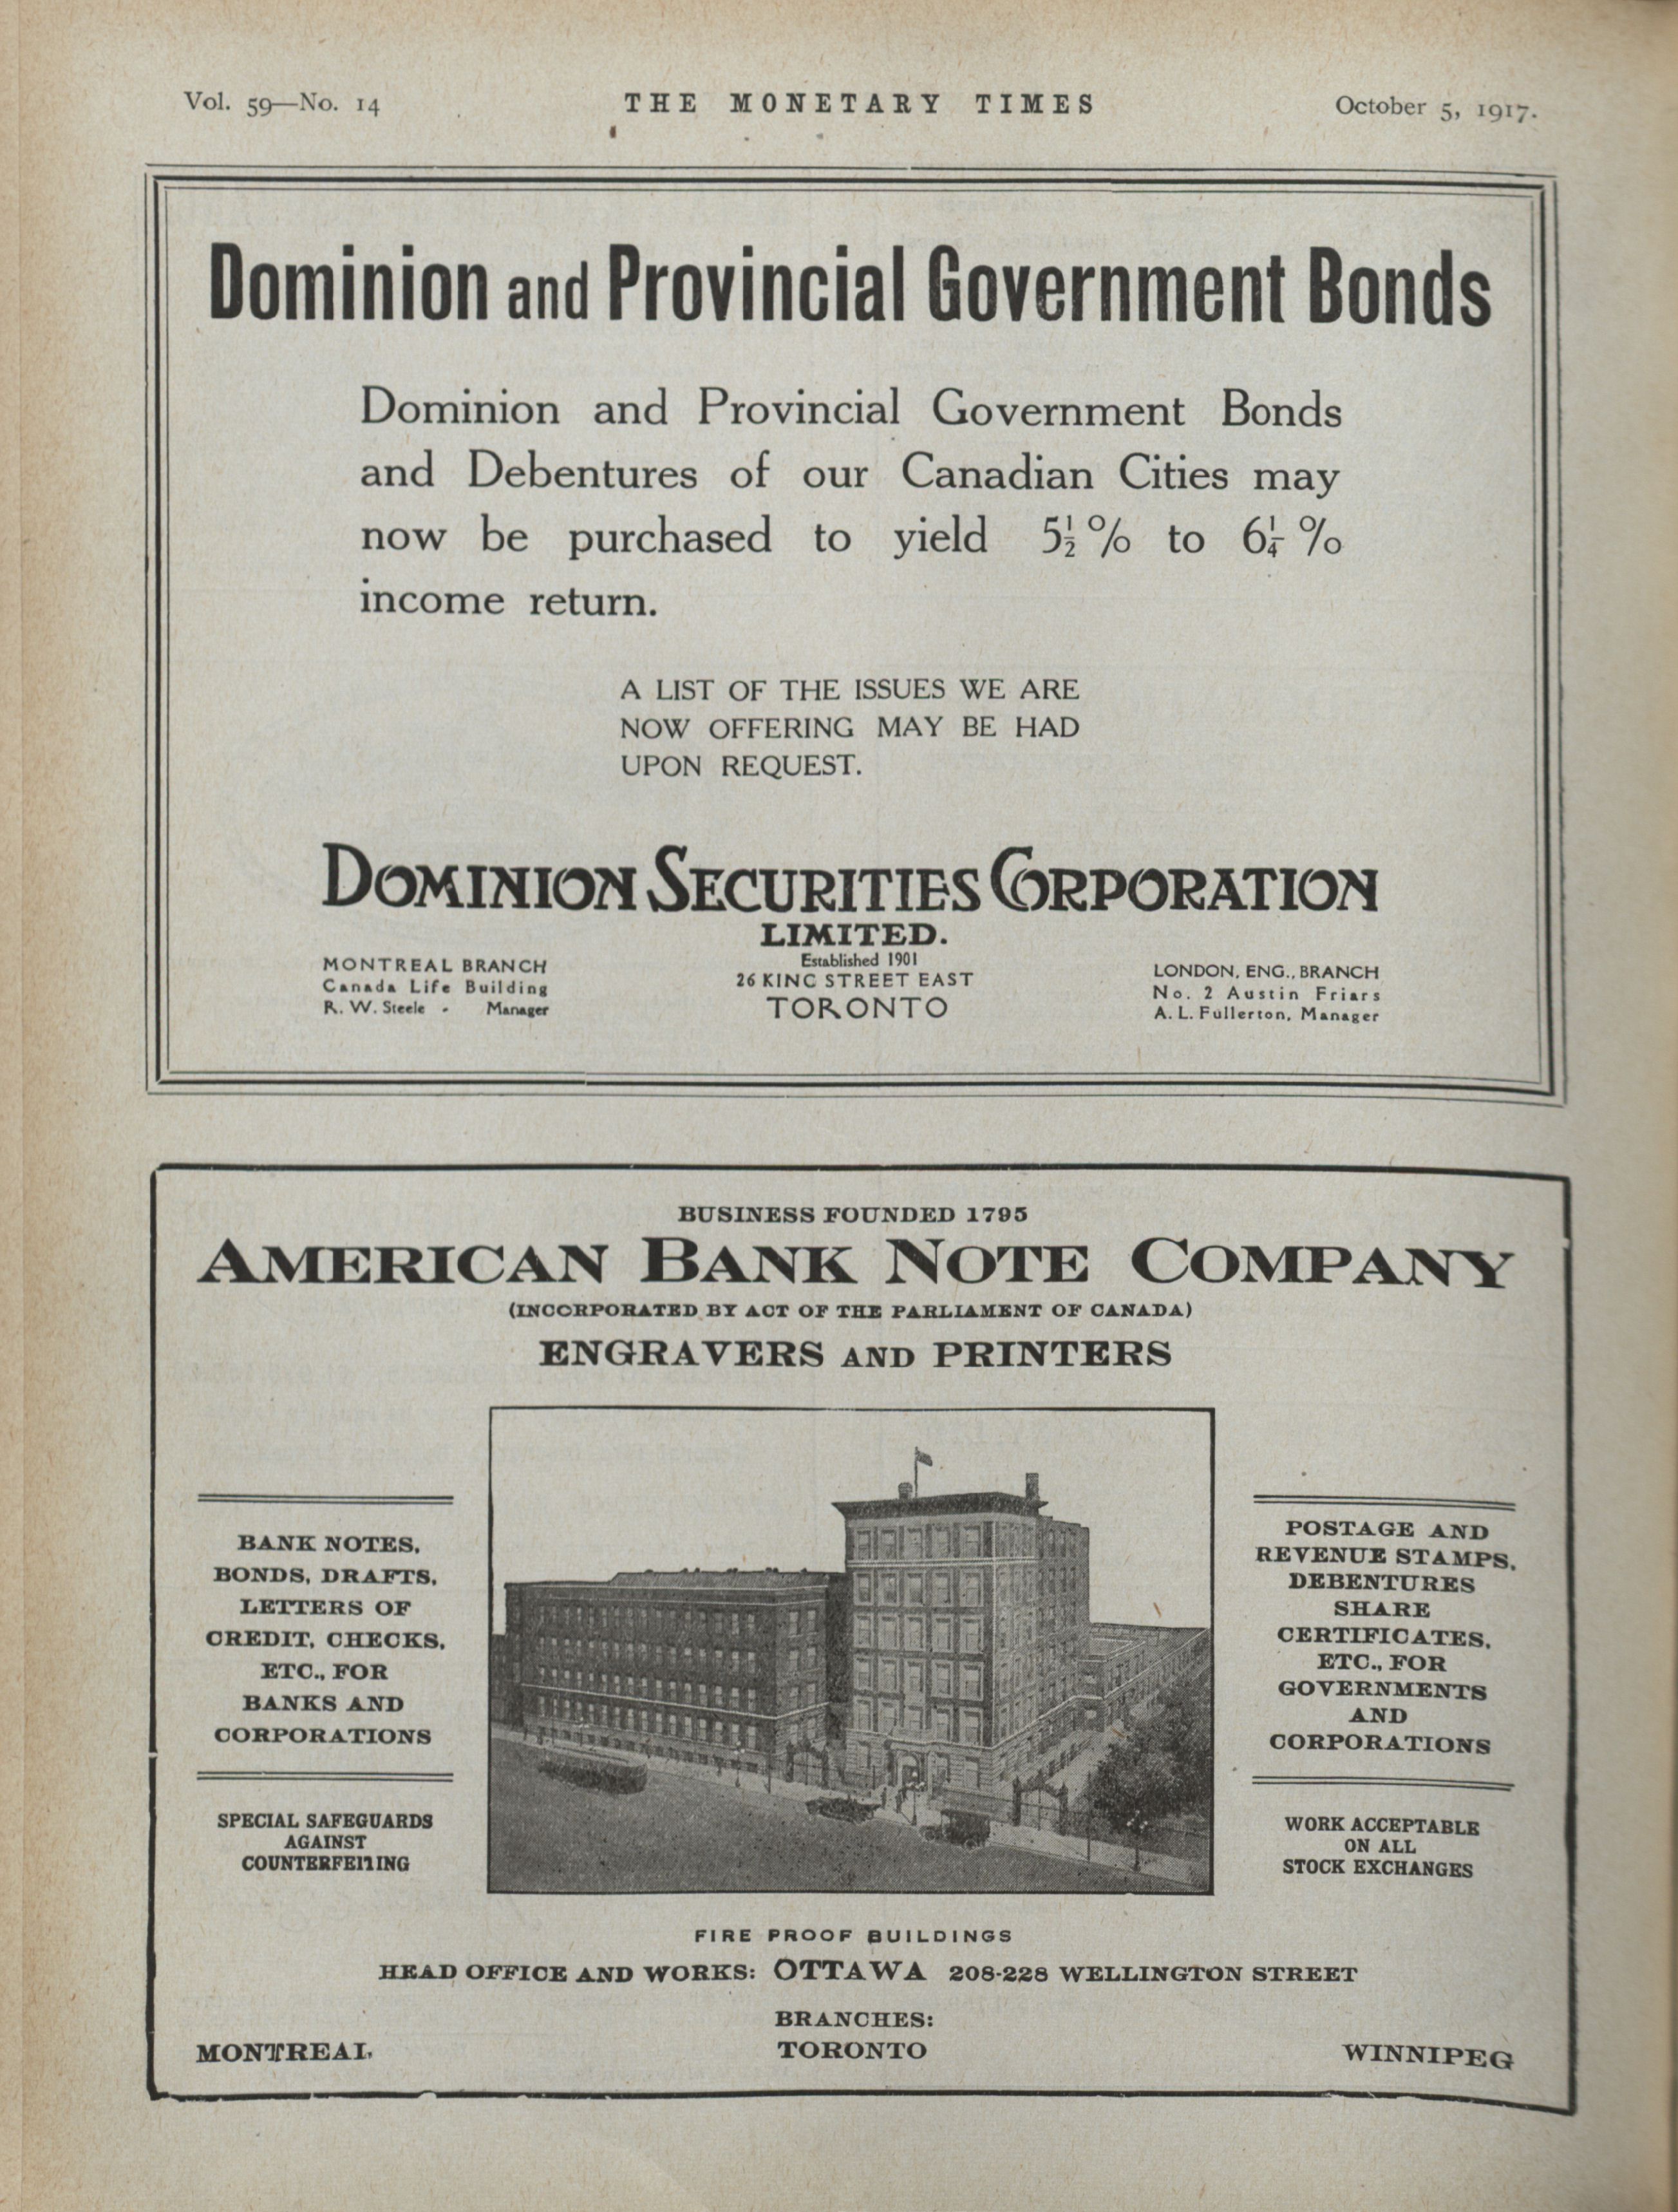 Vol. 59—No. 14 THE MONETARY TIMES October 5, 1917.
Dominion and Provincial Government Bonds
Dominion and Provincial Government Bonds
and Debentures of our Canadian Cities may
now be purchased to yield 5½% to 6¼%
income return.
A LIST OF THE ISSUES WE ARE
NOW OFFERING MAY BE HAD
UPON REQUEST.
DOMINION SECURITIES CORPORATION
LIMITED.
Established 1901
26 KING STREET EAST
TORONTO
MONTREAL BRANCH
Canada Life Building
R. W. Steele - Manager
LONDON, ENG., BRANCH
No. 2 Austin Friars
A. L. Fullerton, Manager
BUSINESS FOUNDED 1795
AMERICAN BANK NOTE COMPANY
(INCORPORATED BY ACT OF THE PARLIAMENT OF CANADA)
ENGRAVERS AND PRINTERS
BANK NOTES,
BONDS, DRAFTS,
LETTERS OF
CREDIT, CHECKS,
ETC., FOR
BANKS AND
CORPORATIONS
SPECIAL SAFEGUARDS
AGAINST
COUNTERFEITING
POSTAGE AND
REVENUE STAMPS,
DEBENTURES
SHARE
CERTIFICATES,
ETC., FOR
GOVERNMENTS
AND
CORPORATIONS
WORK ACCEPTABLE
ON ALL
STOCK EXCHANGES
FIRE PROOF BUILDINGS
HEAD OFFICE AND WORKS: OTTAWA 208-228 WELLINGTON STREET
BRANCHES:
MONTREAL TORONTO WINNIPEG